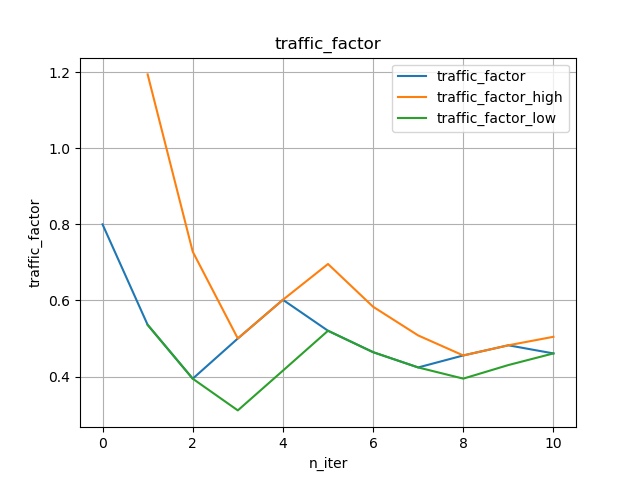 traffic_factor
traffic_factor
traffic_factor_high
traffic_factor_low
1.2
1.0
0.8
0.6
0.4
traffic_factor
0 2 4 6 8 10
n_iter